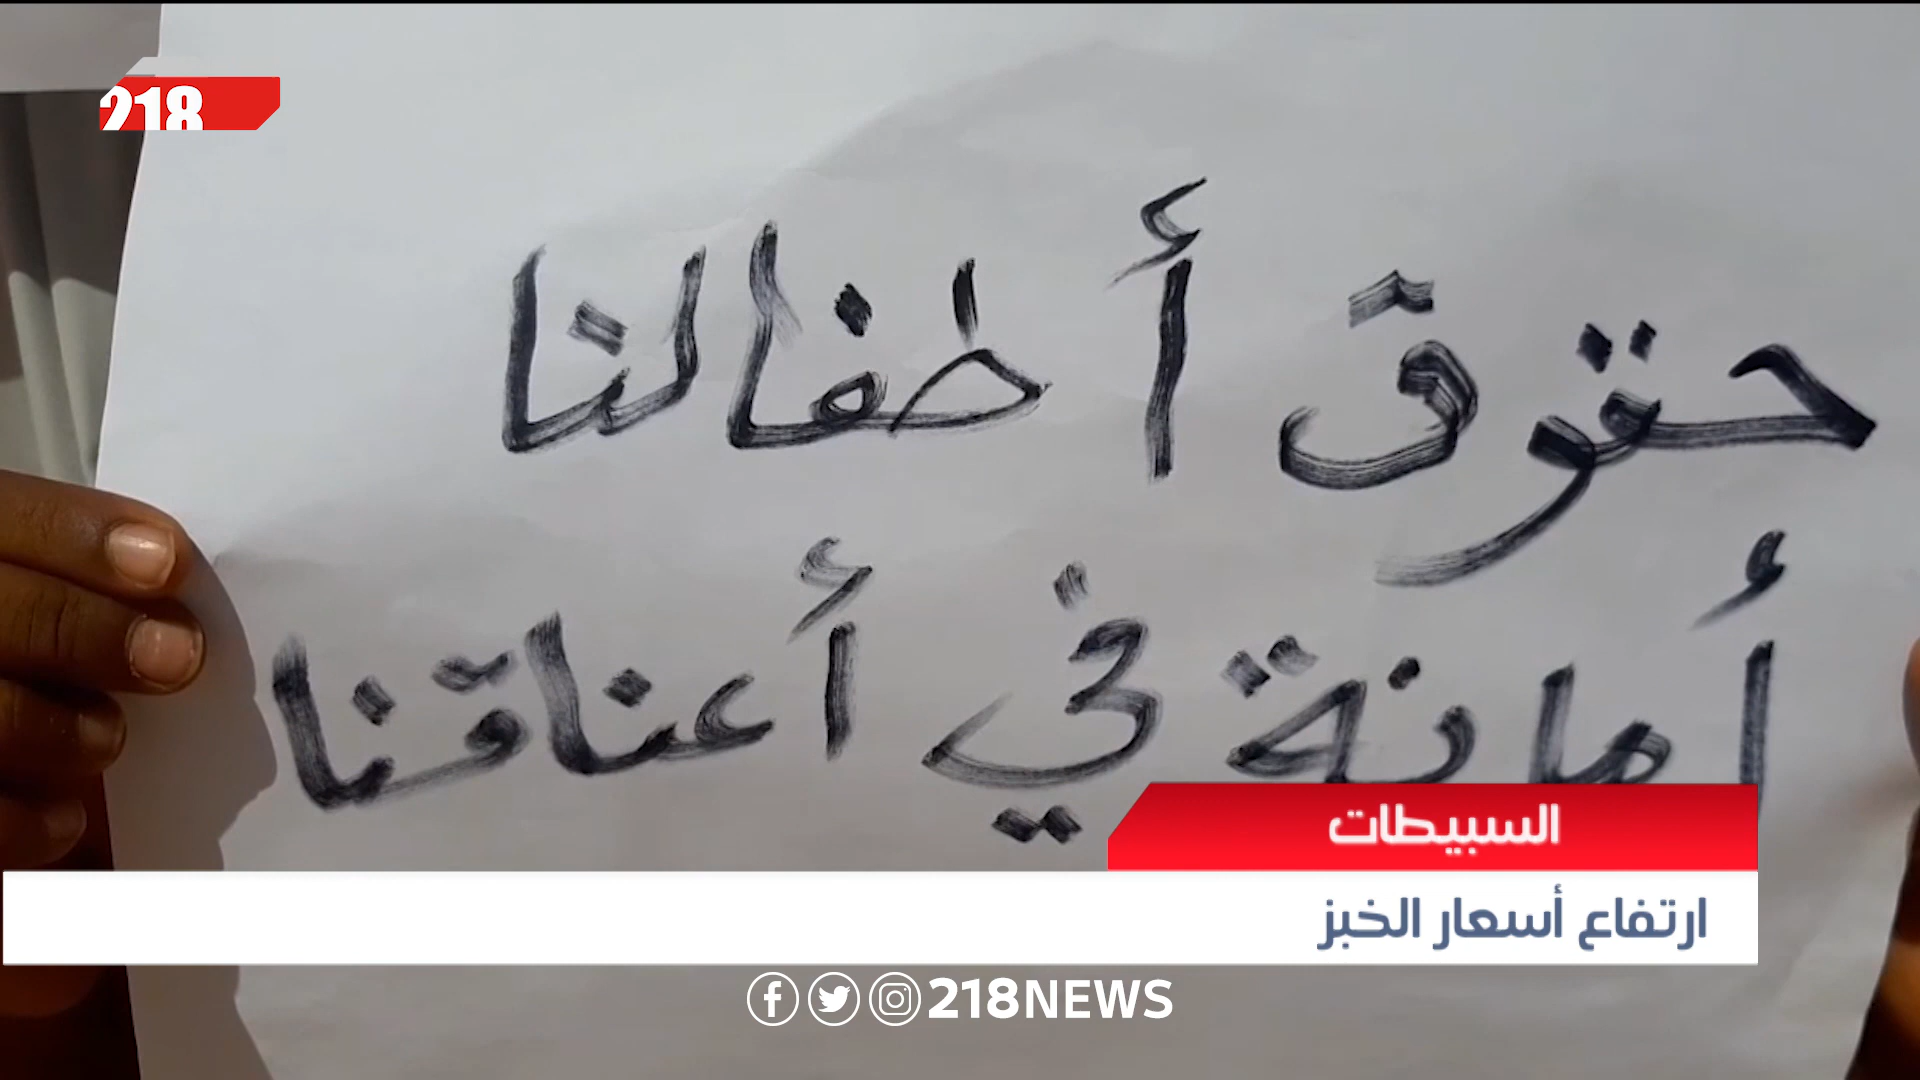 218
حقوق أطفالنا
أمانة في أعناقنا
السبيطات
ارتفاع أسعار الخبز
218NEWS